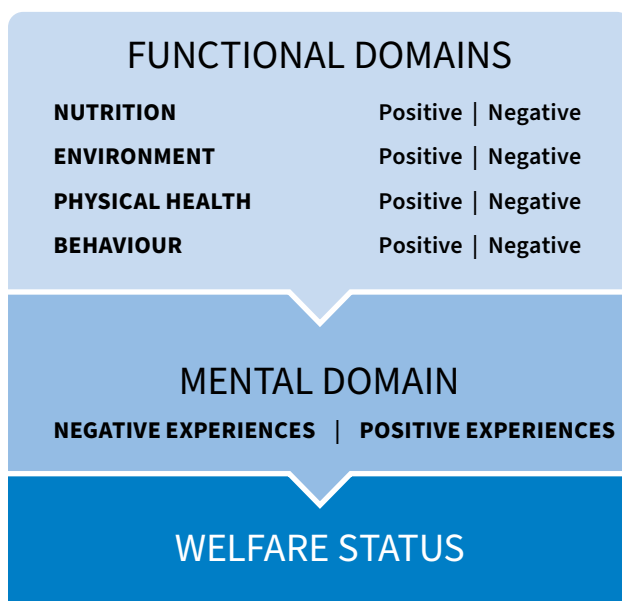 FUNCTIONAL DOMAINS
NUTRITION Positive | Negative
ENVIRONMENT Positive | Negative
PHYSICAL HEALTH Positive | Negative
BEHAVIOUR Positive | Negative
MENTAL DOMAIN
NEGATIVE EXPERIENCES | POSITIVE EXPERIENCES
WELFARE STATUS